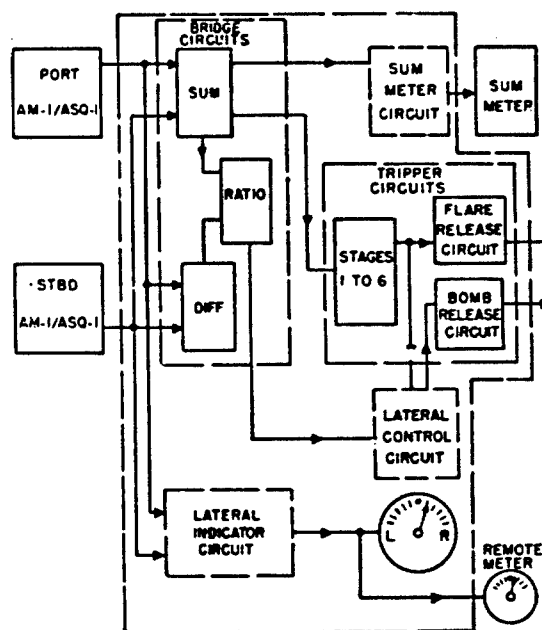 BRIDGE
CIRCUITS
PORT
AM-1/ASQ-1
SUM
SUM
METER
CIRCUIT
SUM
METER
RATIO
TRIPPER
CIRCUITS
FLARE
RELEASE
CIRCUIT
STAGES
1 TO 6
STBD
AM-1/ASQ-1
DIFF
BOMB
RELEASE
CIRCUIT
LATERAL
CONTROL
CIRCUIT
LATERAL
INDICATOR
CIRCUIT
L
R
REMOTE
METER